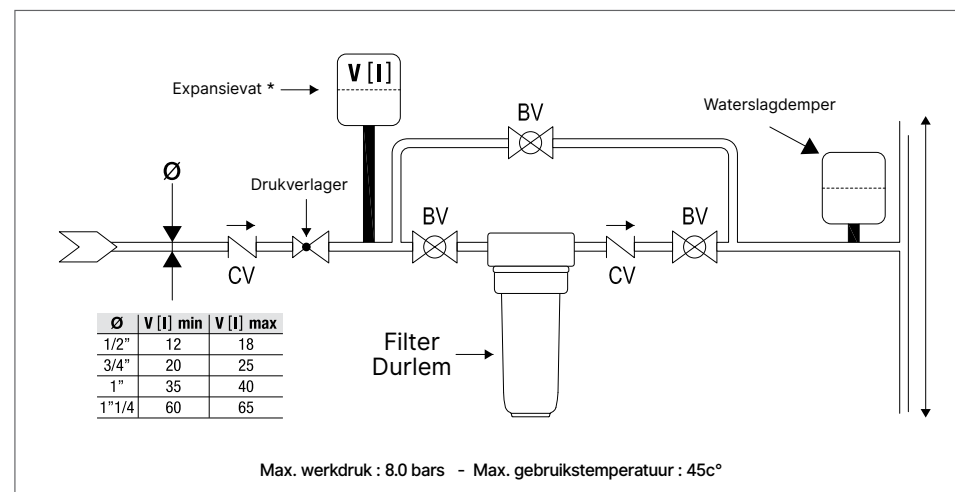 V [I]
Expansievat *
BV
Waterslagdemper
Ø
Drukverlager
BV
BV
CV
CV
Ø V [I] min V [I] max
1/2” 12 18
3/4” 20 25
1” 35 40
1”1/4 60 65
Filter
Durlem
Max. werkdruk : 8.0 bars - Max. gebruikstemperatuur : 45c°